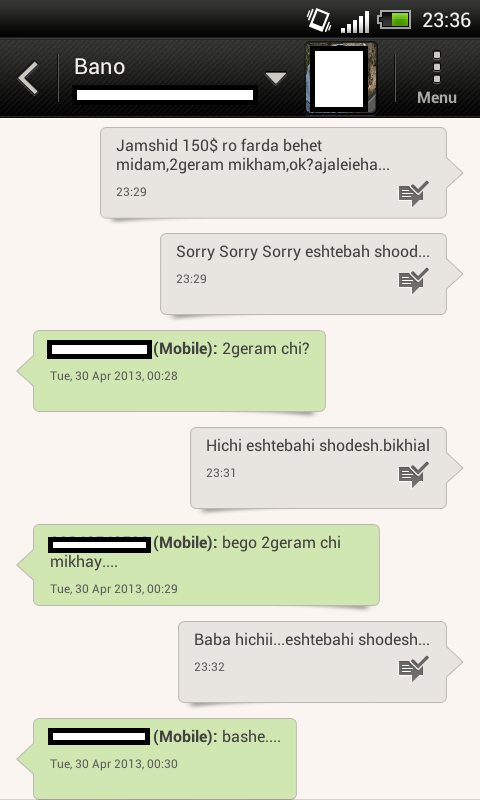 23:36
Bano
Menu
Jamshid 150$ ro farda behet
midam,2geram mikham,ok?ajaleieha...
23:29
Sorry Sorry Sorry eshtebah shood...
23:29
(Mobile): 2geram chi?
Tue, 30 Apr 2013, 00:28
Hichi eshtebahi shodesh.bikhial
23:31
(Mobile): bego 2geram chi
mikhay....
Tue, 30 Apr 2013, 00:29
Baba hichii...eshtebahi shodesh...
23:32
(Mobile): bashe....
Tue, 30 Apr 2013, 00:30